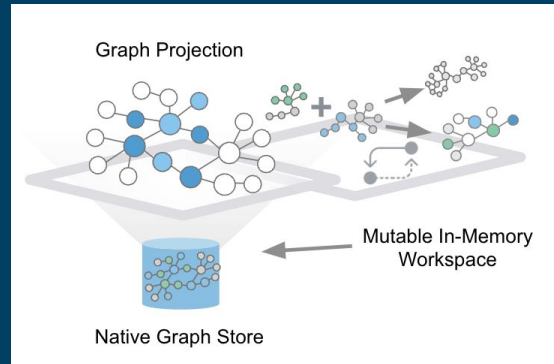 Graph Projection
Mutable In-Memory
Workspace
Native Graph Store